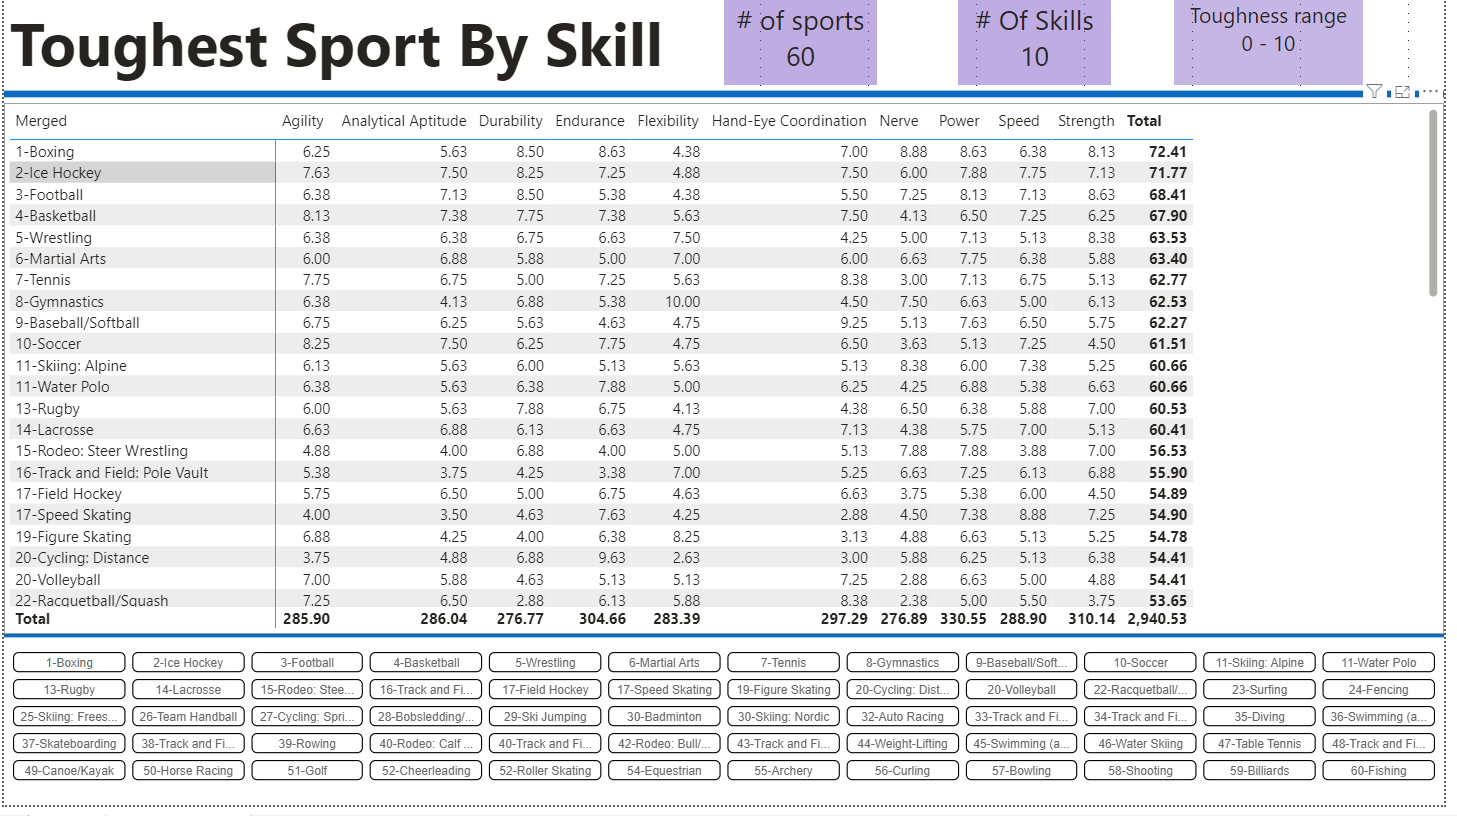 Toughest Sport By Skill
# of sports
60
# Of Skills
10
Toughness range
0 - 10
Merged Agility Analytical Aptitude Durability Endurance Flexibility Hand-Eye Coordination Nerve Power Speed Strength Total
1-Boxing 6.25 5.63 8.50 8.63 4.38 7.00 8.88 8.63 6.38 8.13 72.41
2-Ice Hockey 7.63 7.50 8.25 7.25 4.88 7.50 6.00 7.88 7.75 7.13 71.77
3-Football 6.38 7.13 8.50 5.38 4.38 5.50 7.25 8.13 7.13 8.63 68.41
4-Basketball 8.13 7.38 7.75 7.38 5.63 7.50 4.13 6.50 7.25 6.25 67.90
5-Wrestling 6.38 6.38 6.75 6.63 7.50 4.25 5.00 7.13 5.13 8.38 63.53
6-Martial Arts 6.00 6.88 5.88 5.00 7.00 6.00 6.63 7.75 6.38 5.88 63.40
7-Tennis 7.75 6.75 5.00 7.25 5.63 8.38 3.00 7.13 6.75 5.13 62.77
8-Gymnastics 6.38 4.13 6.88 5.38 10.00 4.50 7.50 6.63 5.00 6.13 62.53
9-Baseball/Softball 6.75 6.25 5.63 4.63 4.75 9.25 5.13 7.63 6.50 5.75 62.27
10-Soccer 8.25 7.50 6.25 7.75 4.75 6.50 3.63 5.13 7.25 4.50 61.51
11-Skiing: Alpine 6.13 5.63 6.00 5.13 5.63 5.13 8.38 6.00 7.38 5.25 60.66
11-Water Polo 6.38 5.63 6.38 7.88 5.00 6.25 4.25 6.88 5.38 6.63 60.66
13-Rugby 6.00 5.63 7.88 6.75 4.13 4.38 6.50 6.38 5.88 7.00 60.53
14-Lacrosse 6.63 6.88 6.13 6.63 4.75 7.13 4.38 5.75 7.00 5.13 60.41
15-Rodeo: Steer Wrestling 4.88 4.00 6.88 4.00 5.00 5.13 7.88 7.88 3.88 7.00 56.53
16-Track and Field: Pole Vault 5.38 3.75 4.25 3.38 7.00 5.25 6.63 7.25 6.13 6.88 55.90
17-Field Hockey 5.75 6.50 5.00 6.75 4.63 6.63 3.75 5.38 6.00 4.50 54.89
17-Speed Skating 4.00 3.50 4.63 7.63 4.25 2.88 4.50 7.38 8.88 7.25 54.90
19-Figure Skating 6.88 4.25 4.00 6.38 8.25 3.13 4.88 6.63 5.13 5.25 54.78
20-Cycling: Distance 3.75 4.88 6.88 9.63 2.63 3.00 5.88 6.25 5.13 6.38 54.41
20-Volleyball 7.00 5.88 4.63 5.13 5.13 7.25 2.88 6.63 5.00 4.88 54.41
22-Racquetball/Squash 7.25 6.50 2.88 6.13 5.88 8.38 2.38 5.00 5.50 3.75 53.65
Total 285.90 286.04 276.77 304.66 283.39 297.29 276.89 330.55 288.90 310.14 2,940.53
1-Boxing 2-Ice Hockey 3-Football 4-Basketball 5-Wrestling 6-Martial Arts 7-Tennis 8-Gymnastics 9-Baseball/Soft... 10-Soccer 11-Skiing: Alpine 11-Water Polo
13-Rugby 14-Lacrosse 15-Rodeo: Stee... 16-Track and Fi... 17-Field Hockey 17-Speed Skating 19-Figure Skating 20-Cycling: Dist... 20-Volleyball 22-Racquetball/... 23-Surfing 24-Fencing
25-Skiing: Frees... 26-Team Handball 27-Cycling: Spri... 28-Bobsledding/... 29-Ski Jumping 30-Badminton 30-Skiing: Nordic 32-Auto Racing 33-Track and Fi... 34-Track and Fi... 35-Diving 36-Swimming (a...
37-Skateboarding 38-Track and Fi... 39-Rowing 40-Rodeo: Calf ... 40-Track and Fi... 42-Rodeo: Bull/... 43-Track and Fi... 44-Weight-Lifting 45-Swimming (a... 46-Water Skiing 47-Table Tennis 48-Track and Fi...
49-Canoe/Kayak 50-Horse Racing 51-Golf 52-Cheerleading 52-Roller Skating 54-Equestrian 55-Archery 56-Curling 57-Bowling 58-Shooting 59-Billiards 60-Fishing